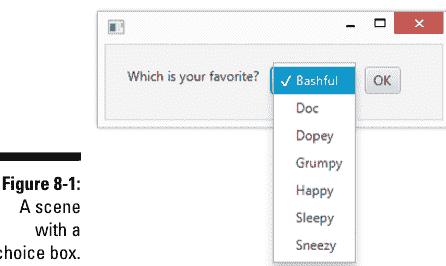 Which is your favorite?
✓ Bashful
OK
Doc
Dopey
Grumpy
Happy
Sleepy
Sneezy
Figure 8-1:
A scene
with a
choice box.